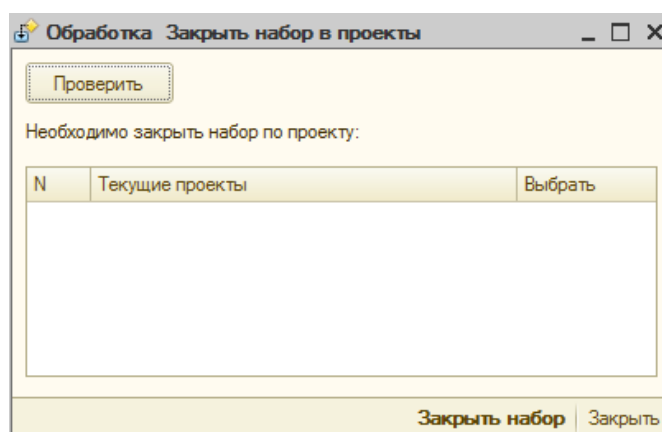 Обработка Закрыть набор в проекты
Проверить
Необходимо закрыть набор по проекту:
N Текущие проекты Выбрать
Закрыть набор Закрыть